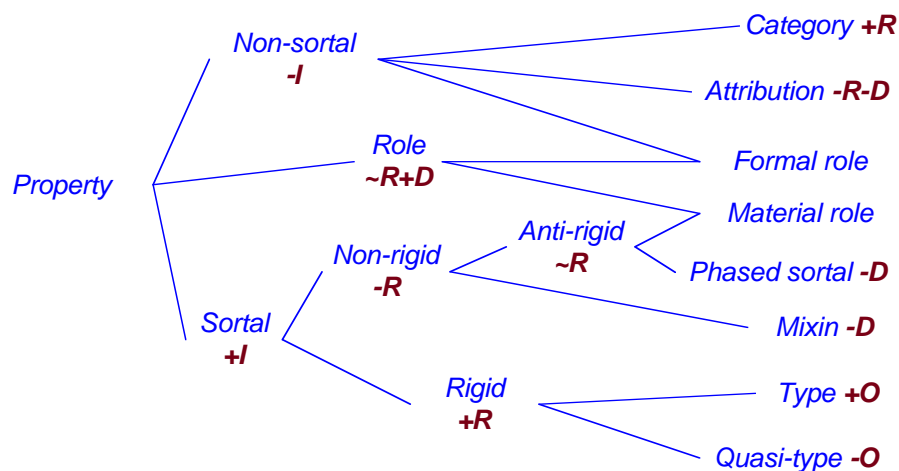 Property
Non-sortal
-I
Role
~R+D
Sortal
+I
Non-rigid
-R
Anti-rigid
~R
Rigid
+R
Category +R
Attribution -R-D
Formal role
Material role
Phased sortal -D
Mixin -D
Type +O
Quasi-type -O